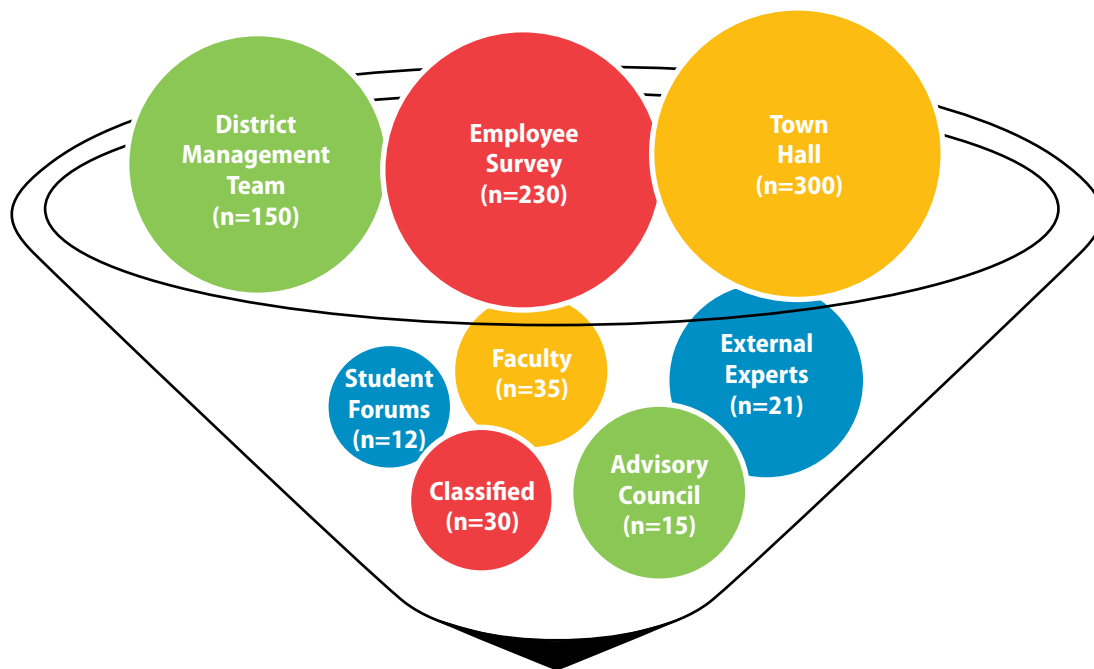 District
Management
Team
(n=150)
Employee
Survey
(n=230)
Town
Hall
(n=300)
Student
Forums
(n=12)
Faculty
(n=35)
External
Experts
(n=21)
Classified
(n=30)
Advisory
Council
(n=15)